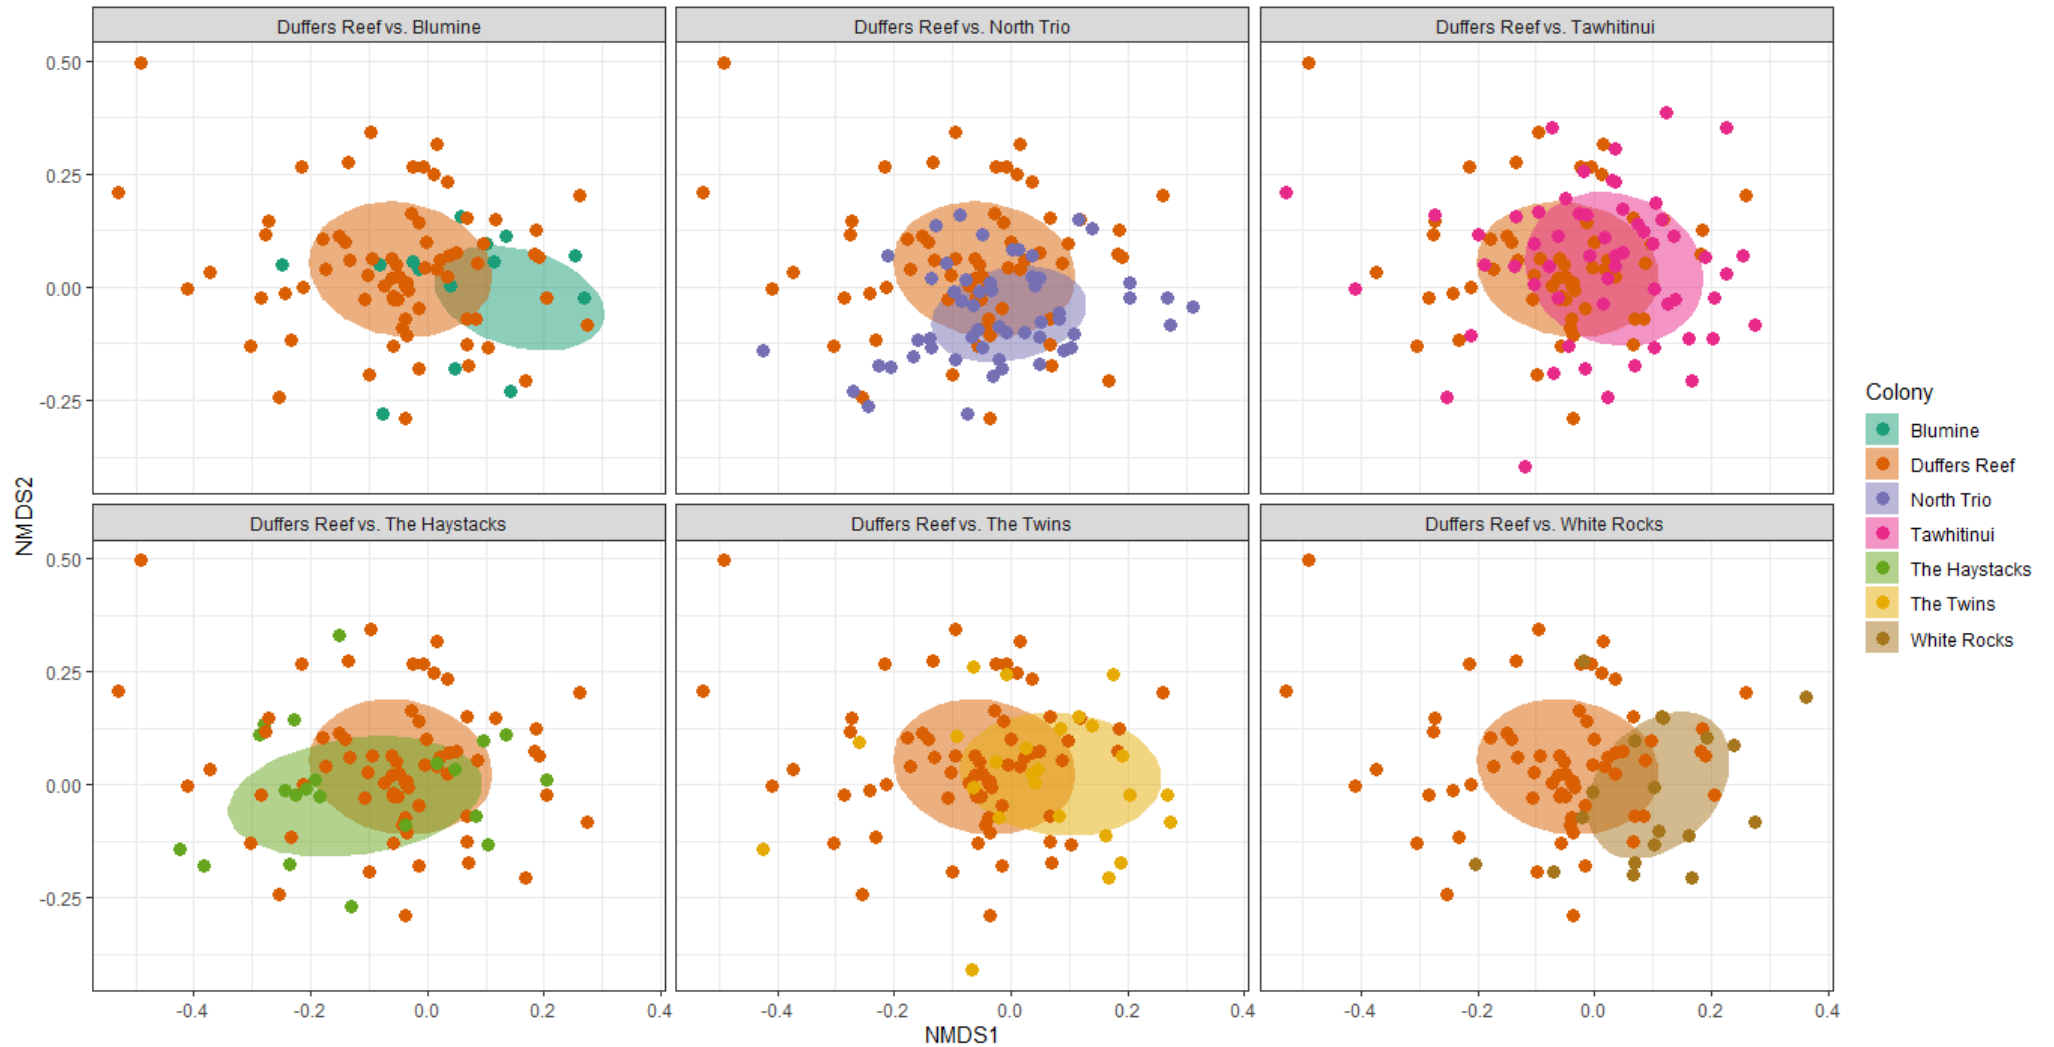 Duffers Reef vs. Blumine
Duffers Reef vs. North Trio
Duffers Reef vs. Tawhitinui
0.50
0.25
0.00
-0.25
Duffers Reef vs. The Haystacks
Duffers Reef vs. The Twins
Duffers Reef vs. White Rocks
0.50
0.25
0.00
-0.25
NMDS2
-0.4 -0.2 0.0 0.2 0.4
-0.4 -0.2 0.0 0.2 0.4
-0.4 -0.2 0.0 0.2 0.4
NMDS1
Colony
Blumine
Duffers Reef
North Trio
Tawhitinui
The Haystacks
The Twins
White Rocks